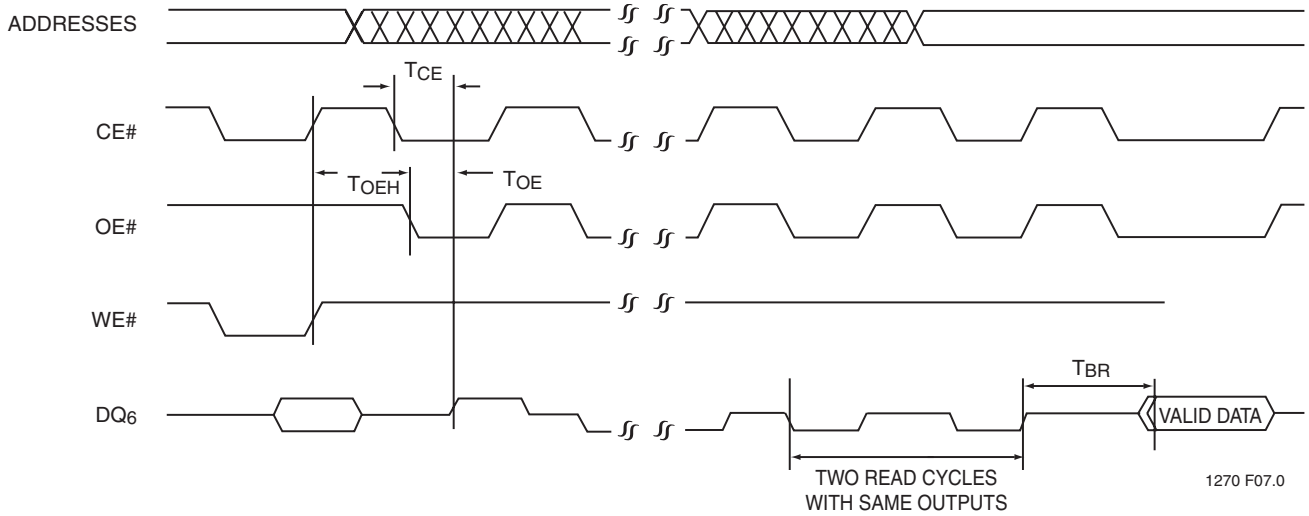 ADDRESSES
TCE
CE#
TOEH
TOE
OE#
WE#
TBR
DQ6
VALID DATA
TWO READ CYCLES
WITH SAME OUTPUTS
1270 F07.0